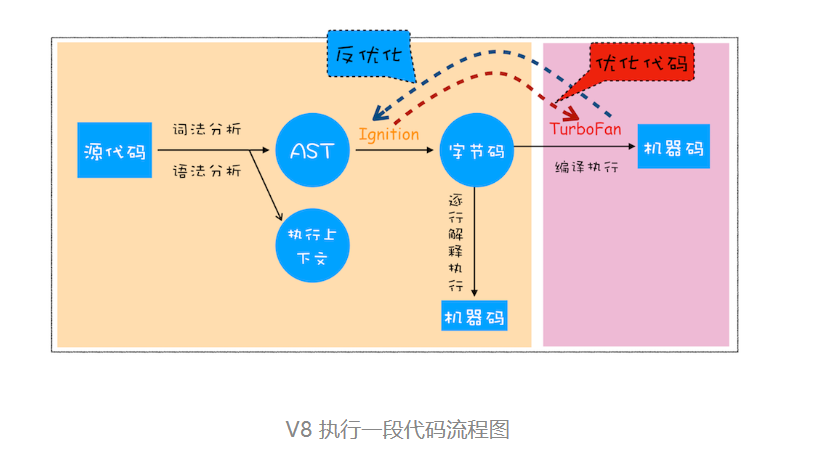 反优化
优化代码
源代码
词法分析
语法分析
AST
Ignition
字节码
TurboFan
编译执行
机器码
执行上
下文
逐行解释执行
机器码
V8 执行一段代码流程图